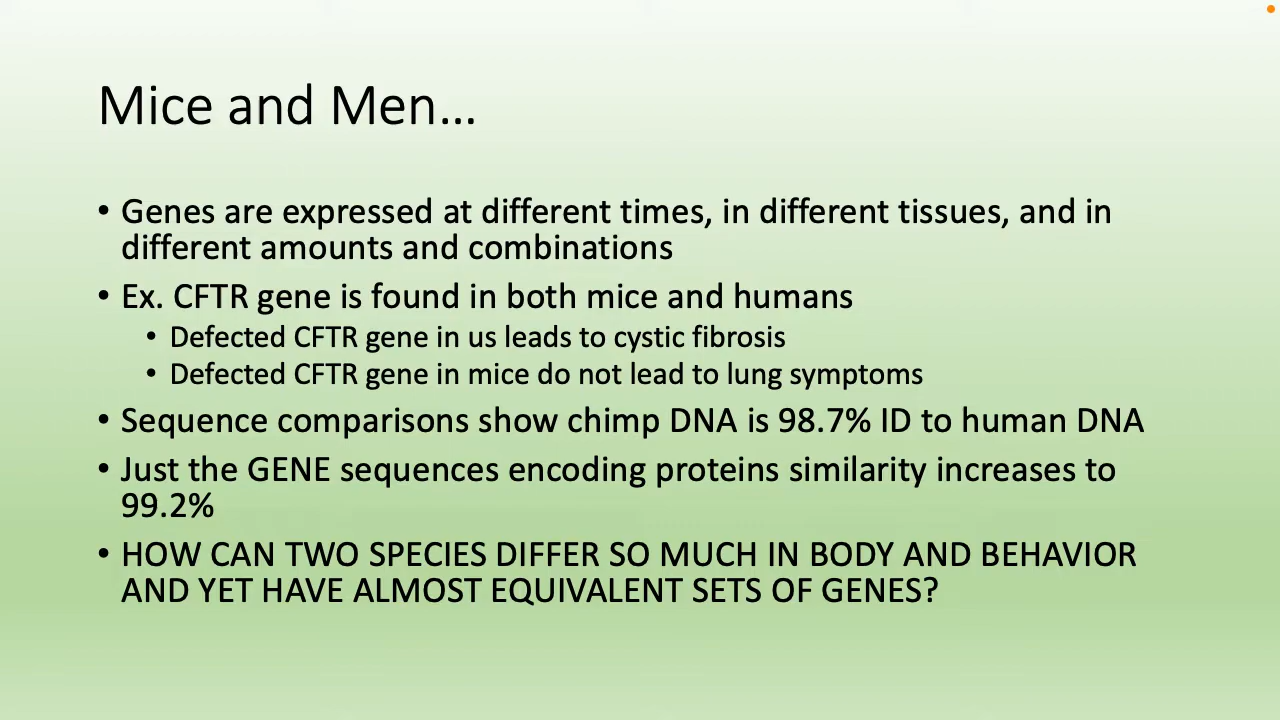 Mice and Men…
• Genes are expressed at different times, in different tissues, and in
different amounts and combinations
• Ex. CFTR gene is found in both mice and humans
• Defected CFTR gene in us leads to cystic fibrosis
• Defected CFTR gene in mice do not lead to lung symptoms
• Sequence comparisons show chimp DNA is 98.7% ID to human DNA
• Just the GENE sequences encoding proteins similarity increases to
99.2%
• HOW CAN TWO SPECIES DIFFER SO MUCH IN BODY AND BEHAVIOR
AND YET HAVE ALMOST EQUIVALENT SETS OF GENES?